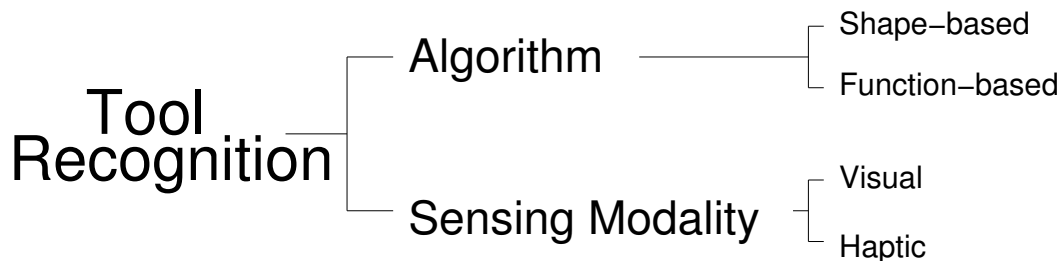 Tool
Recognition
Algorithm
Shape–based
Function–based
Sensing Modality
Visual
Haptic